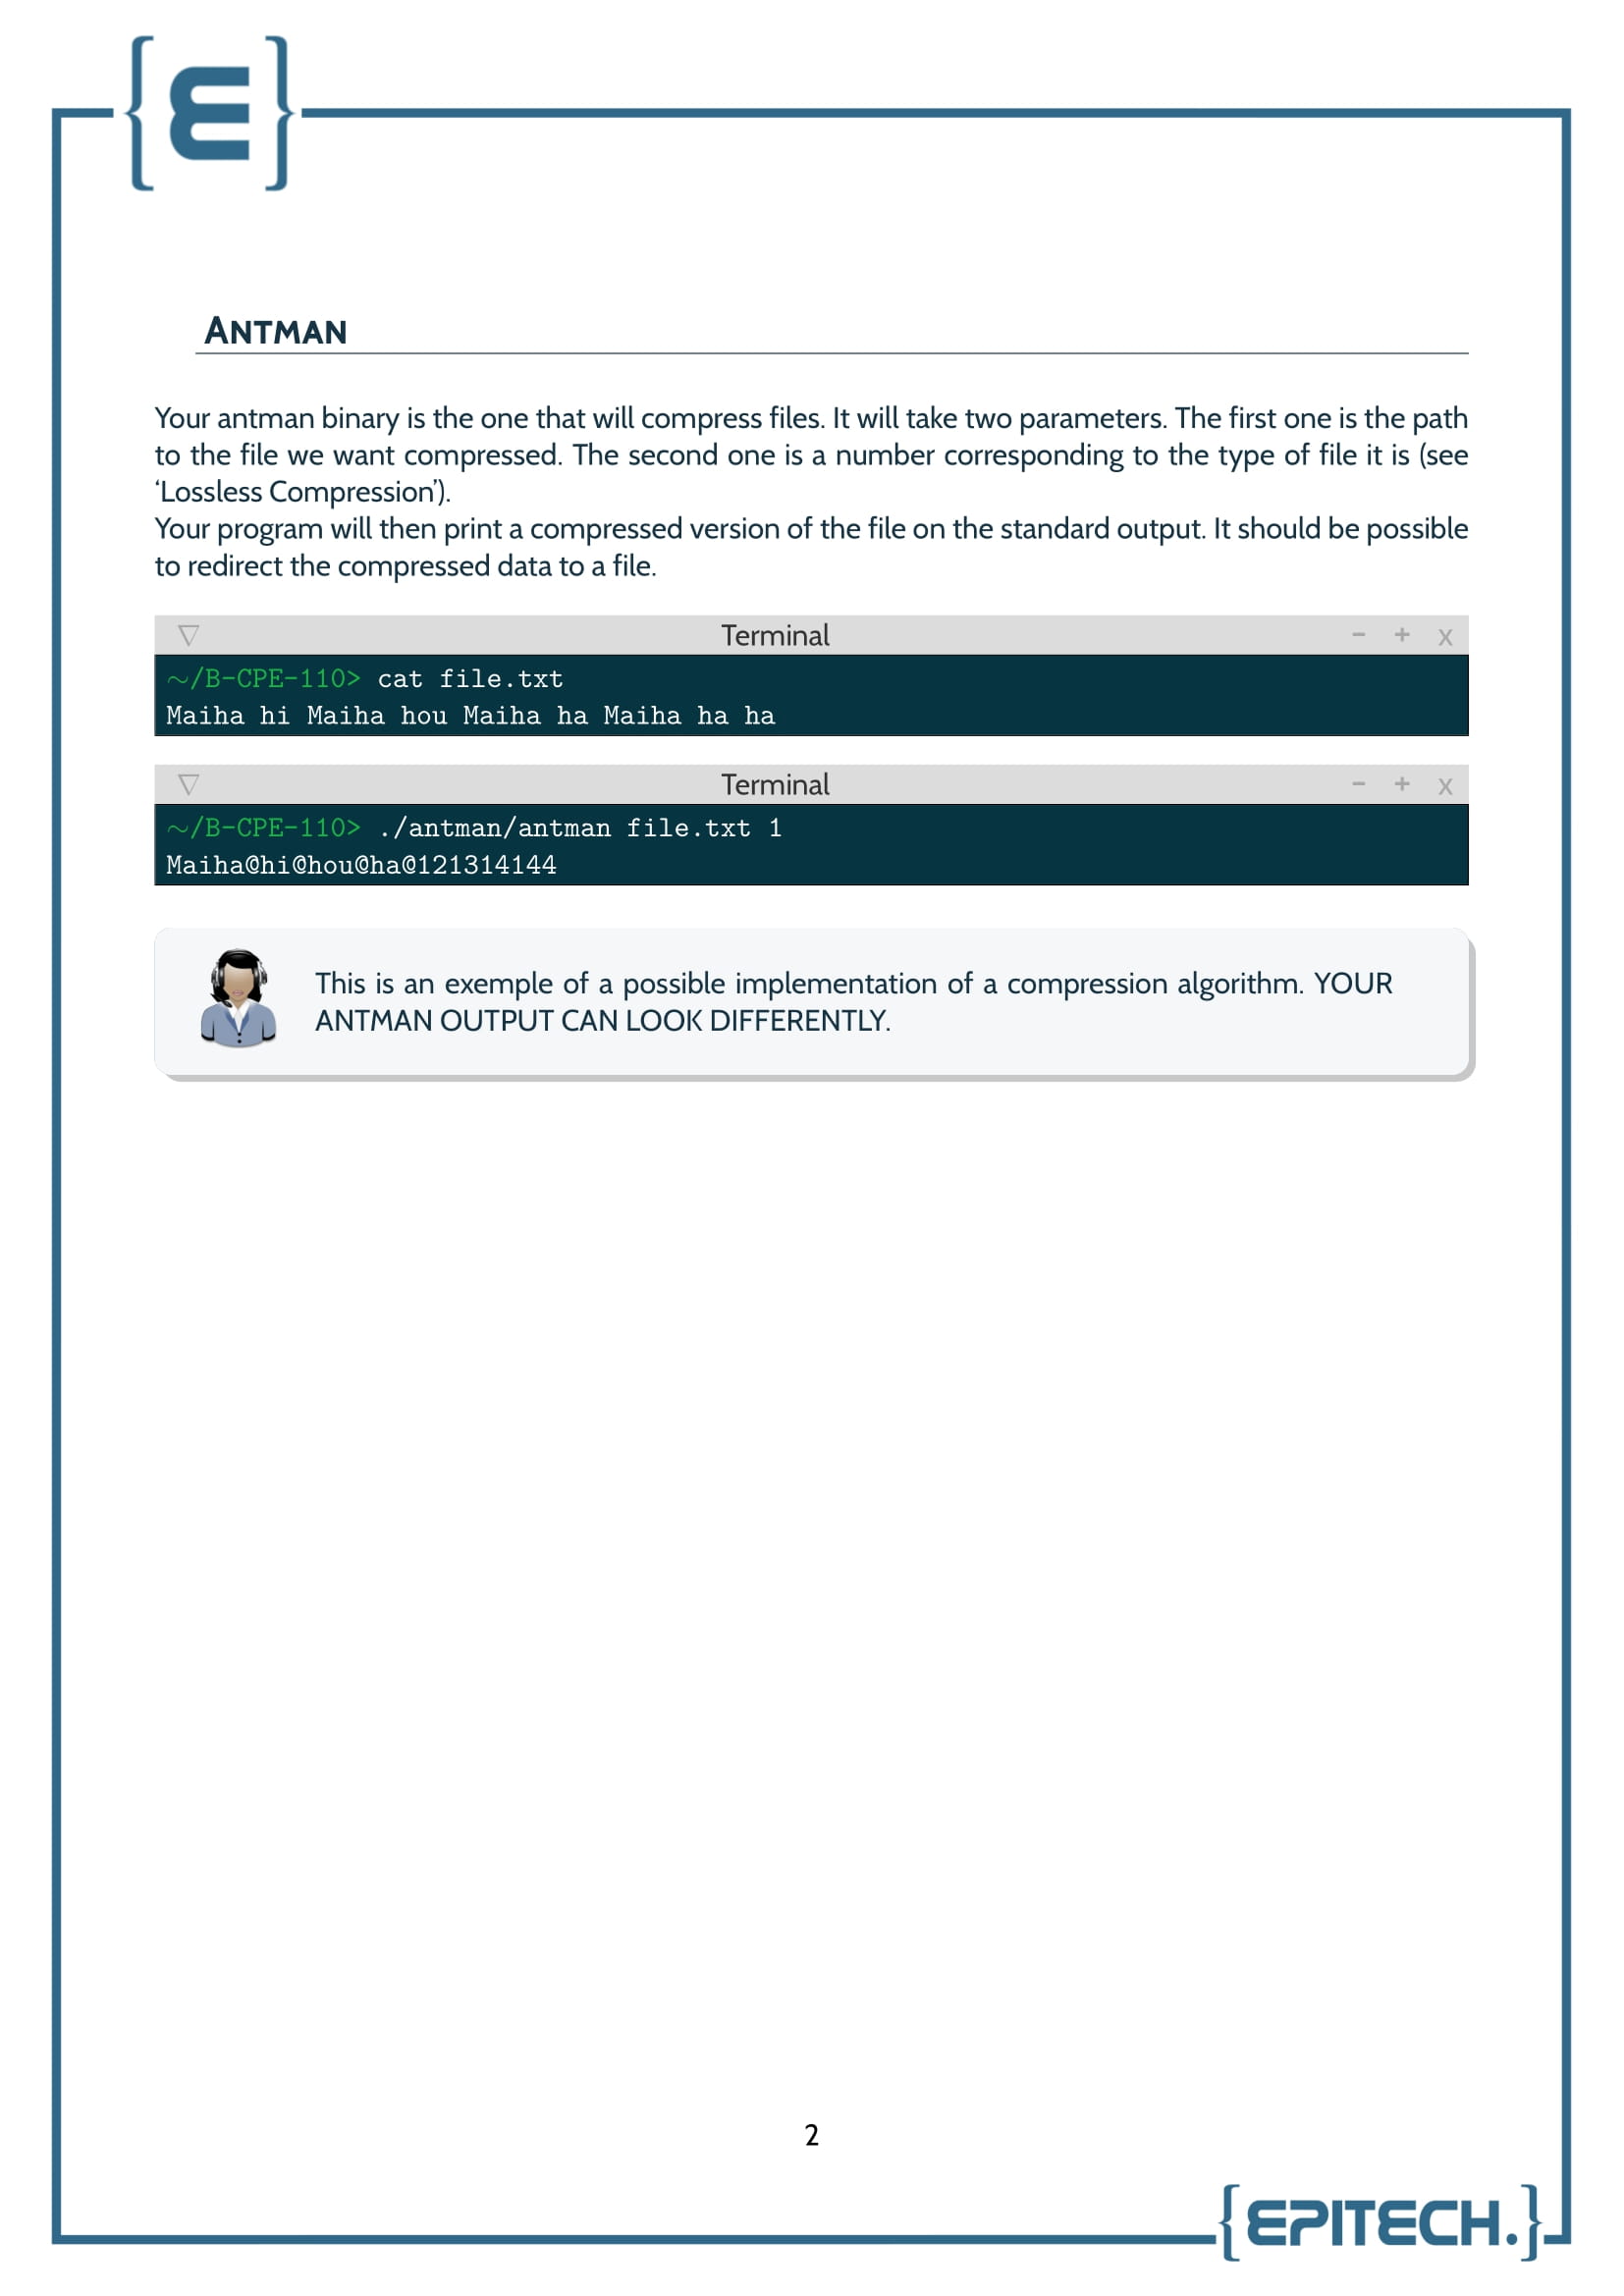 ANTMAN
Your antman binary is the one that will compress files. It will take two parameters. The first one is the path
to the file we want compressed. The second one is a number corresponding to the type of file it is (see
‘Lossless Compression’).
Your program will then print a compressed version of the file on the standard output. It should be possible
to redirect the compressed data to a file.
▽ Terminal - + x
~/B-CPE-110> cat file.txt
Maiha hi Maiha hou Maiha ha Maiha ha ha
▽ Terminal - + x
~/B-CPE-110> ./antman/antman file.txt 1
Maiha@hi@hou@ha@121314144
This is an exemple of a possible implementation of a compression algorithm. YOUR
ANTMAN OUTPUT CAN LOOK DIFFERENTLY.
2
{EPITECH.}